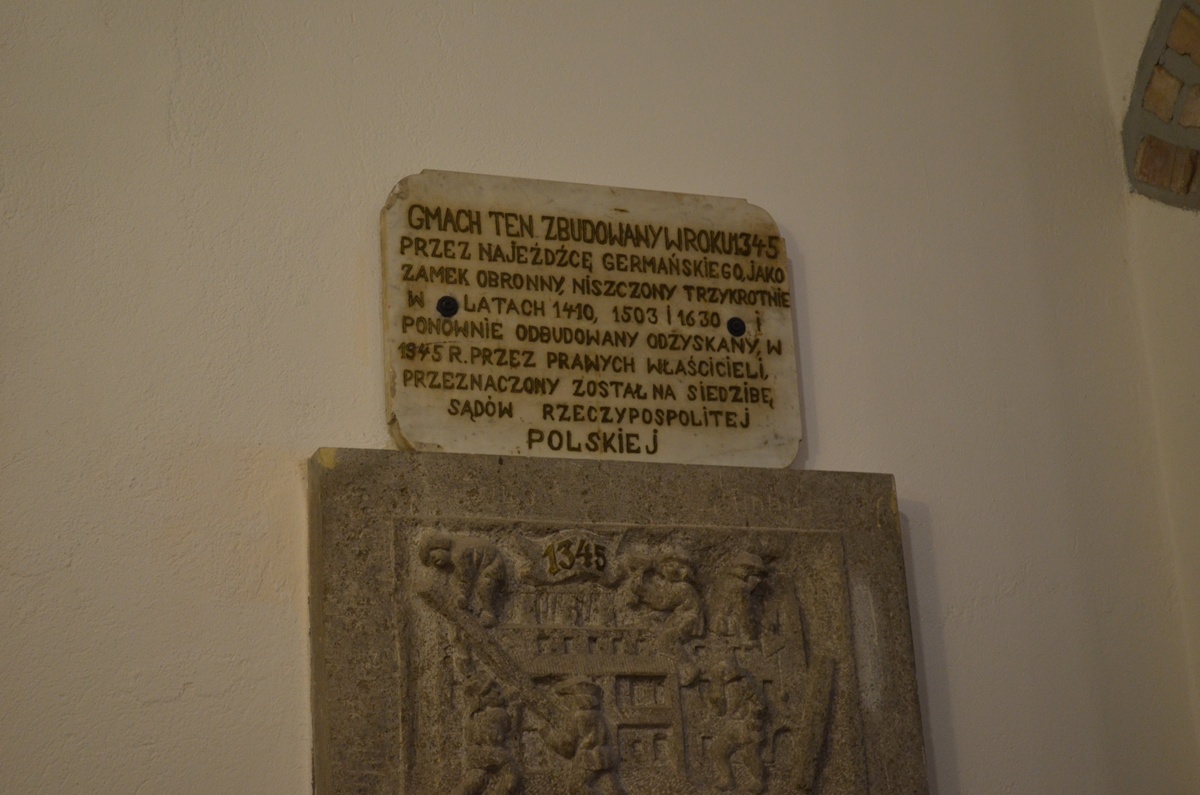 GMACH TEN ZBUDOWANY W ROKU 1345
PRZEZ NAJEŹDŹCĘ GERMAŃSKIEGO, JAKO
ZAMEK OBRONNY, NISZCZONY TRZYKROTNIE
W LATACH 1410, 1503 i 1630 i
PONOWNIE ODBUDOWANY ODZYSKANY, W
1945 R. PRZEZ PRAWYCH WŁAŚCICIELI,
PRZEZNACZONY ZOSTAŁ NA SIEDZIBĘ,
SĄDÓW RZECZYPOSPOLITEJ
POLSKIEJ
1345